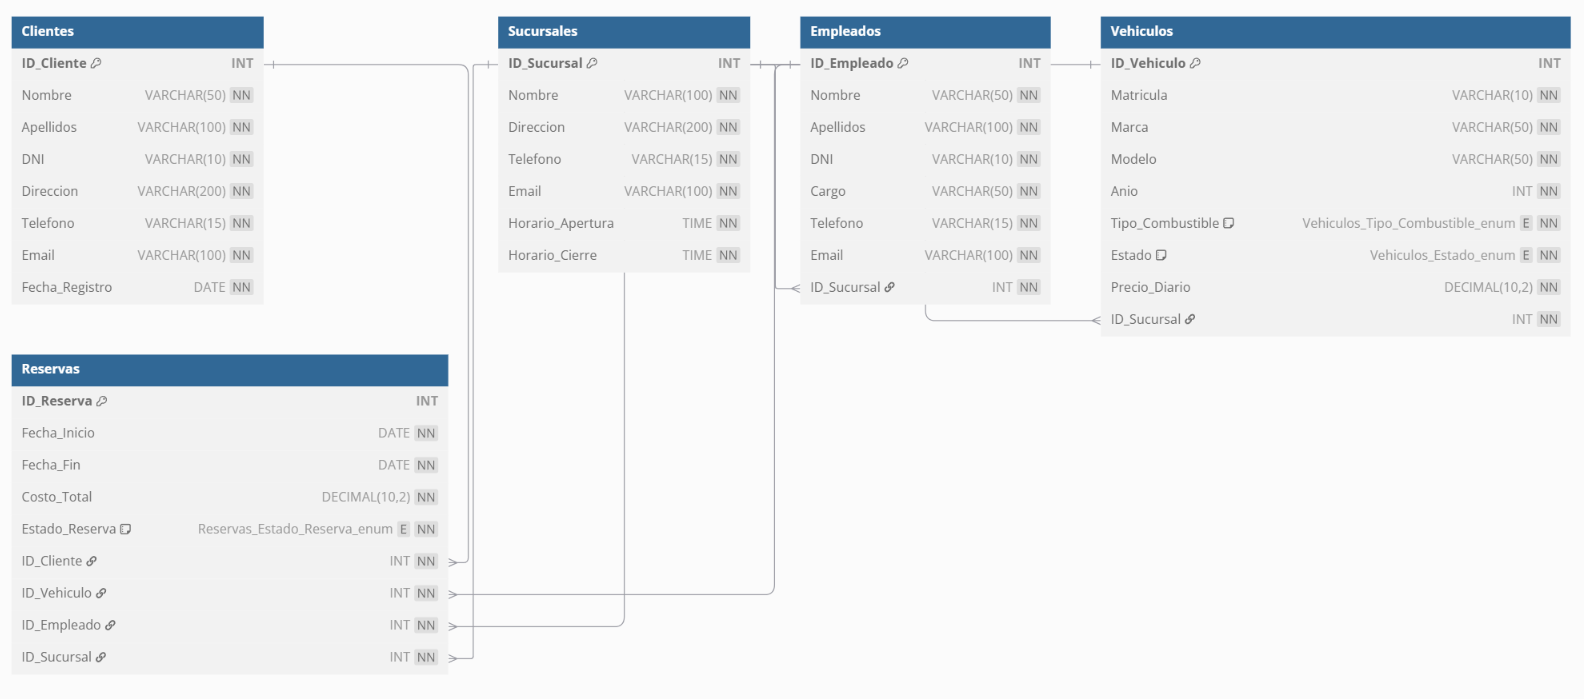 Clientes
ID_Cliente INT
Nombre VARCHAR(50) NN
Apellidos VARCHAR(100) NN
DNI VARCHAR(10) NN
Direccion VARCHAR(200) NN
Telefono VARCHAR(15) NN
Email VARCHAR(100) NN
Fecha_Registro DATE NN
Sucursales
ID_Sucursal INT
Nombre VARCHAR(100) NN
Direccion VARCHAR(200) NN
Telefono VARCHAR(15) NN
Email VARCHAR(100) NN
Horario_Apertura TIME NN
Horario_Cierre TIME NN
Empleados
ID_Empleado INT
Nombre VARCHAR(50) NN
Apellidos VARCHAR(100) NN
DNI VARCHAR(10) NN
Cargo VARCHAR(50) NN
Telefono VARCHAR(15) NN
Email VARCHAR(100) NN
ID_Sucursal INT NN
Vehiculos
ID_Vehiculo INT
Matricula VARCHAR(10) NN
Marca VARCHAR(50) NN
Modelo VARCHAR(50) NN
Anio INT NN
Tipo_Combustible Vehiculos_Tipo_Combustible_enum E NN
Estado Vehiculos_Estado_enum E NN
Precio_Diario DECIMAL(10,2) NN
ID_Sucursal INT NN
Reservas
ID_Reserva INT
Fecha_Inicio DATE NN
Fecha_Fin DATE NN
Costo_Total DECIMAL(10,2) NN
Estado_Reserva Reservas_Estado_Reserva_enum E NN
ID_Cliente INT NN
ID_Vehiculo INT NN
ID_Empleado INT NN
ID_Sucursal INT NN